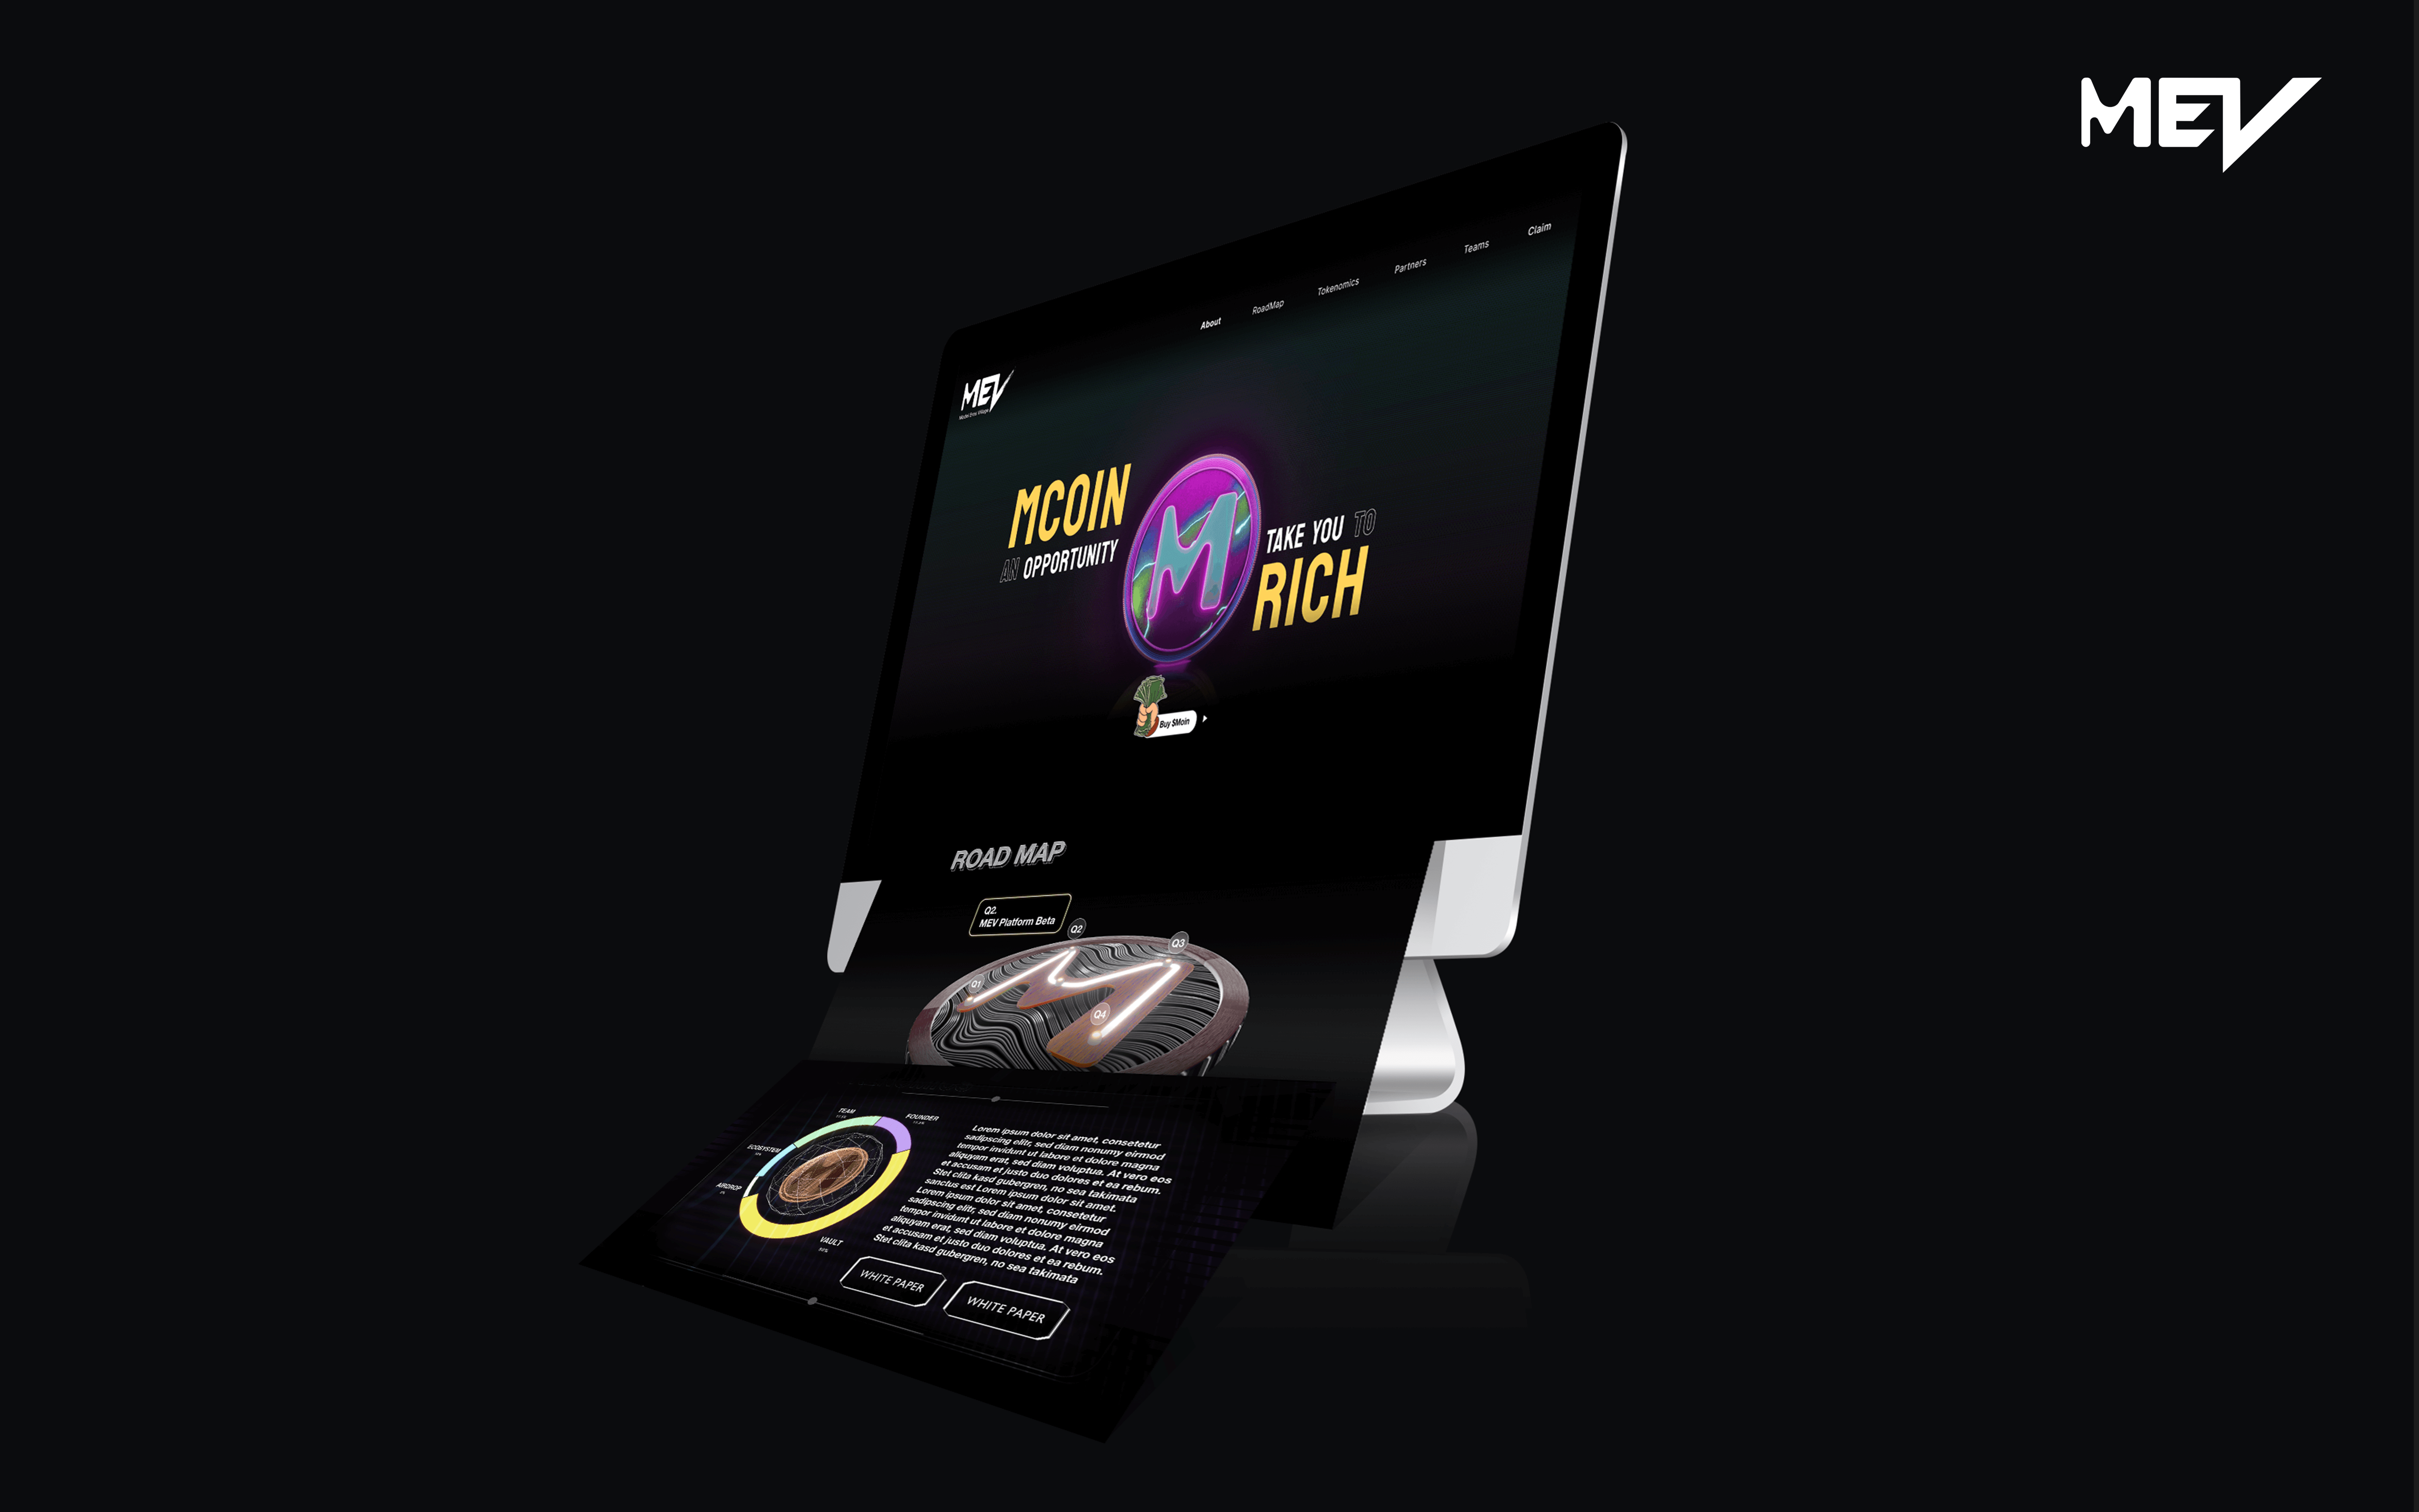 MEV
About
RoadMap
Tokenomics
Partners
Teams
Claim
MEV
MCOIN
AN OPPORTUNITY
M
TAKE YOU TO
RICH
Buy $Moin
ROAD MAP
Q2.
MEV Platform Beta
Q1
Q2
Q3
Q4
TEAM
FOUNDER
ECOSYSTEM
AIRDROP
VAULT
50%
Lorem ipsum dolor sit amet, consetetur
sadipscing elitr, sed diam nonumy eirmod
tempor invidunt ut labore et dolore magna
aliquyam erat, sed diam voluptua. At vero eos
et accusam et justo duo dolores et ea rebum.
Stet clita kasd gubergren, no sea takimata
sanctus est Lorem ipsum dolor sit amet.
Lorem ipsum dolor sit amet, consetetur
sadipscing elitr, sed diam nonumy eirmod
tempor invidunt ut labore et dolore magna
aliquyam erat, sed diam voluptua. At vero eos
et accusam et justo duo dolores et ea rebum.
Stet clita kasd gubergren, no sea takimata
WHITE PAPER
WHITE PAPER